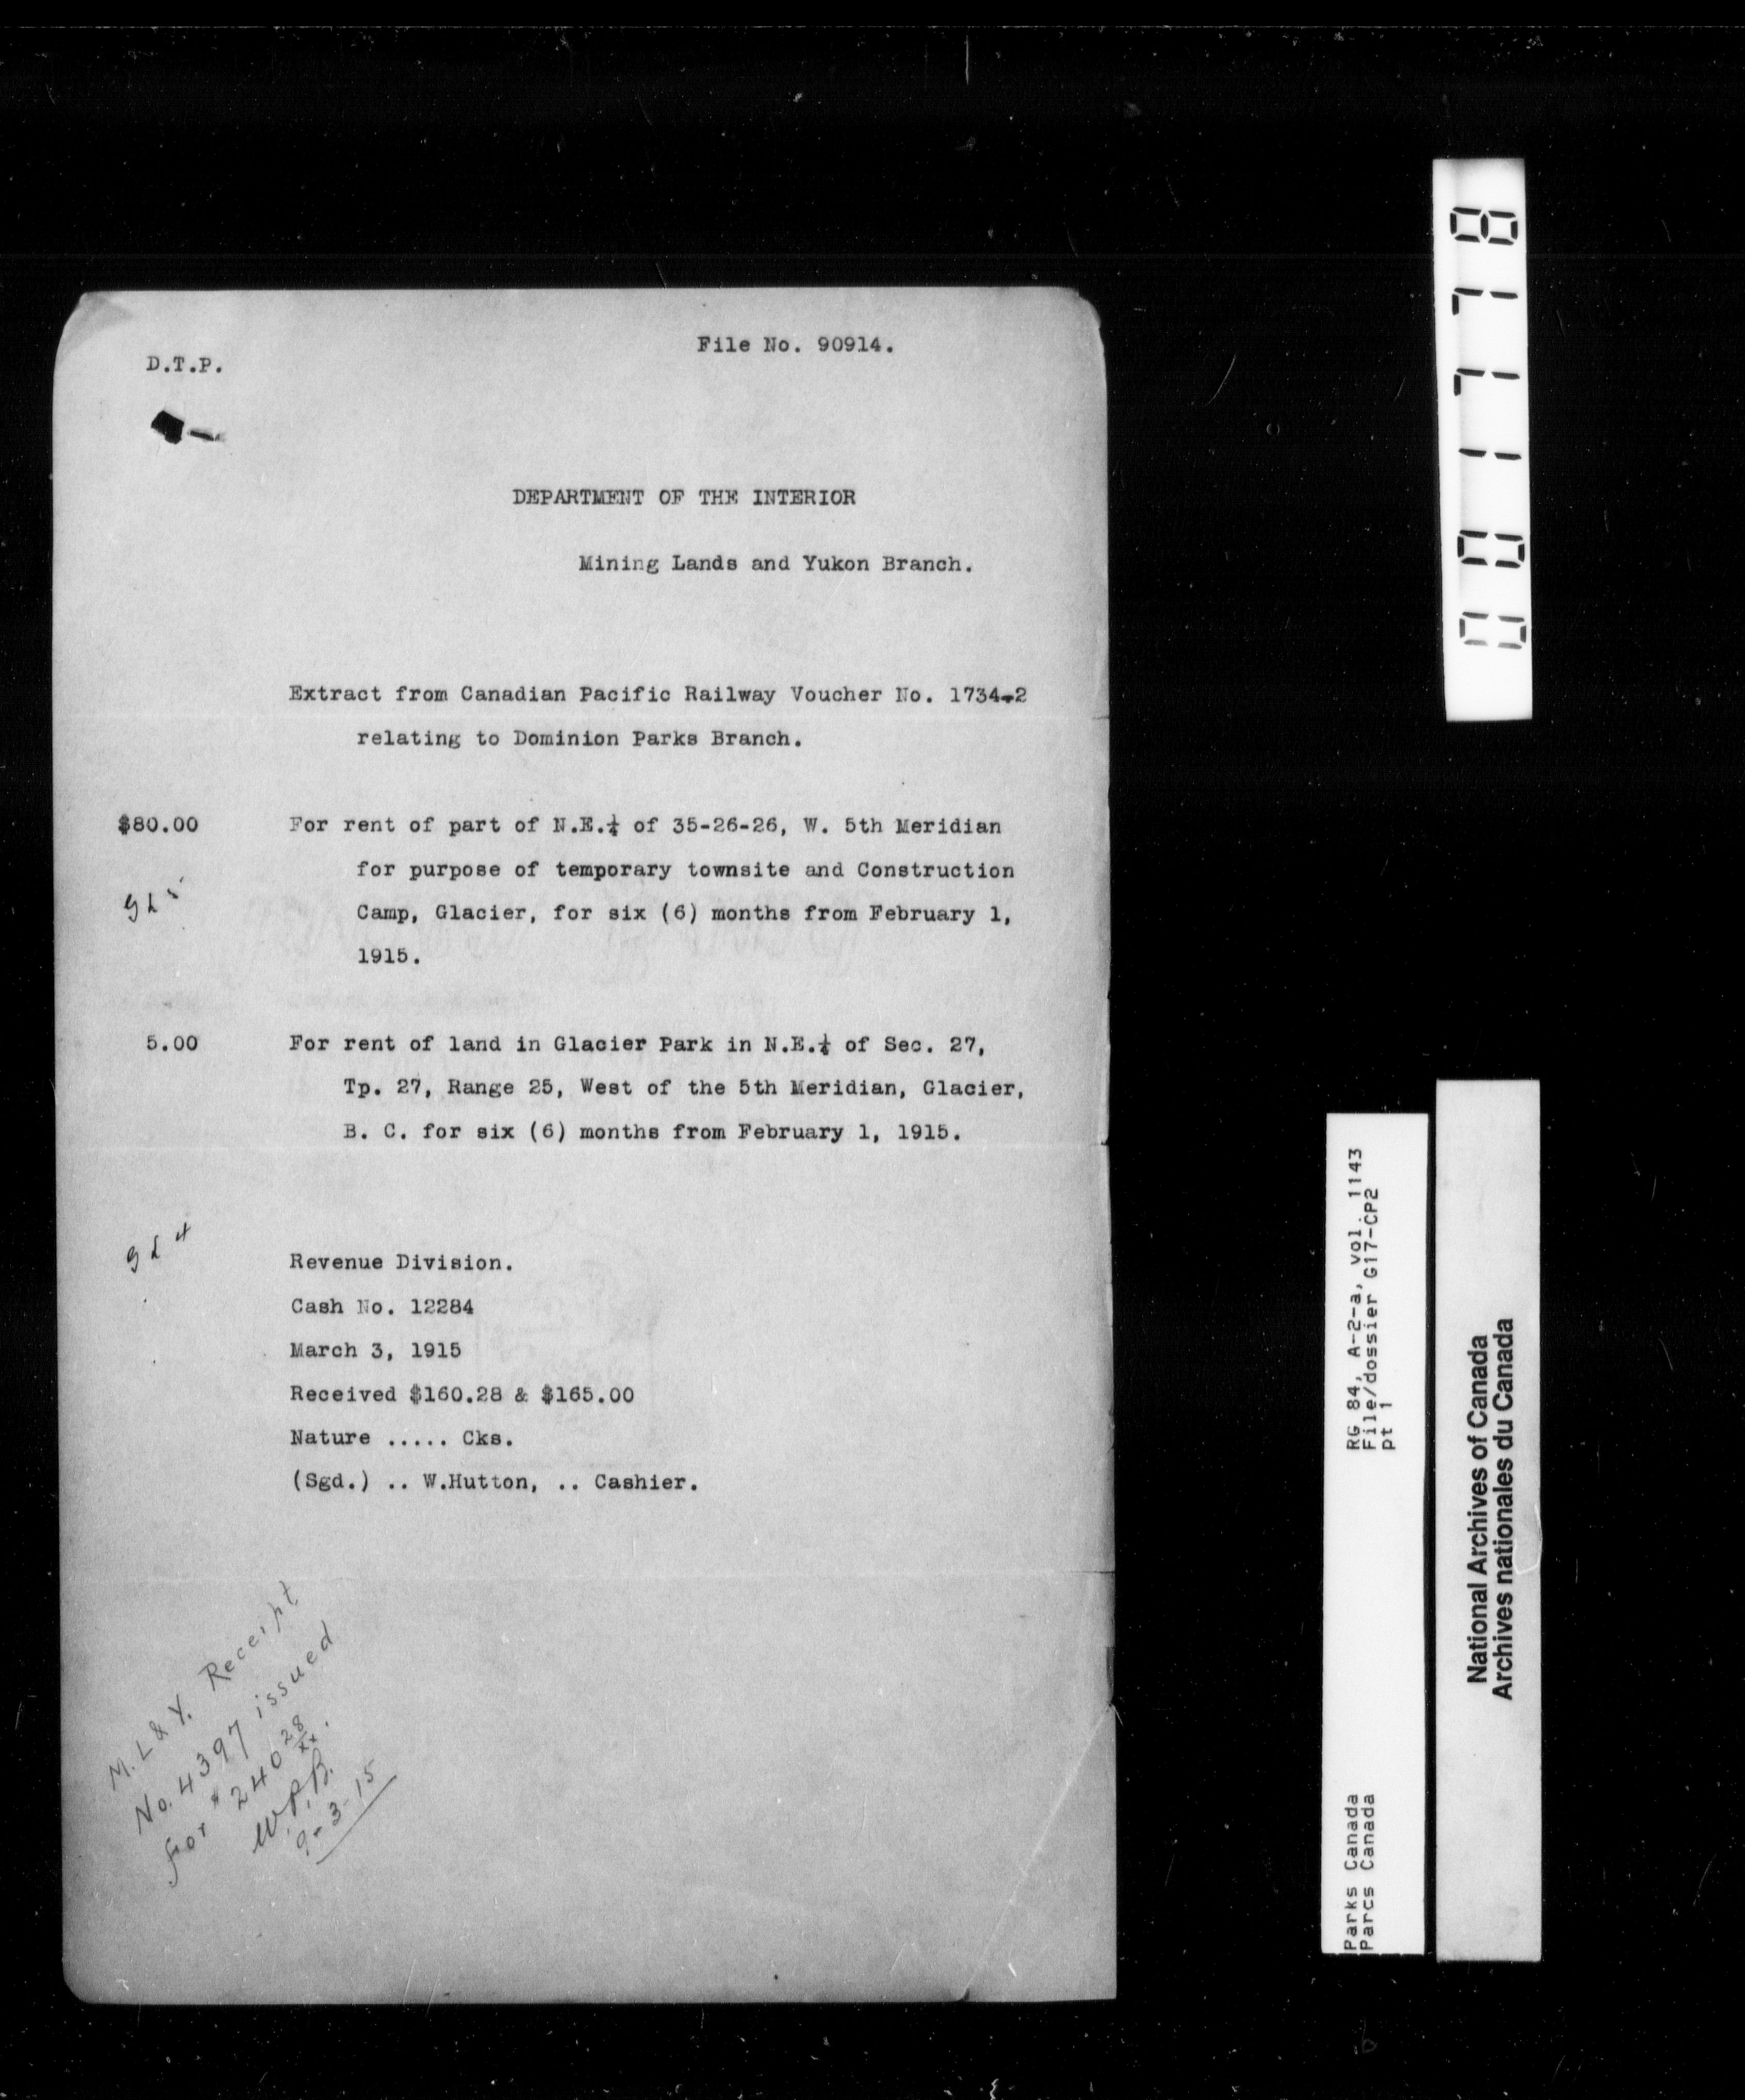 File No. 90914.
D.T.P.
DEPARTMENT OF THE INTERIOR
Mining Lands and Yukon Branch.
Extract from Canadian Pacific Railway Voucher No. 1734-2
relating to Dominion Parks Branch.
$80.00 For rent of part of N.E.¼ of 35-26-26, W. 5th Meridian
for purpose of temporary townsite and Construction
Camp, Glacier, for six (6) months from February 1,
1915.
5.00 For rent of land in Glacier Park in N.E.¼ of Sec. 27,
Tp. 27, Range 25, West of the 5th Meridian, Glacier,
B. C. for six (6) months from February 1, 1915.
Revenue Division.
Cash No. 12284
March 3, 1915
Received $160.28 & $165.00
Nature ..... Cks.
(Sgd.) .. W.Hutton, .. Cashier.
M. L & Y. Receipt
No. 4397 issued
for $240 28/xx.
W.P.B.
9-3-15
001778
RG 84, A-2-a, vol. 1143
File/dossier G17-CP2
pt 1
Parks Canada
Parcs Canada
National Archives of Canada
Archives nationales du Canada